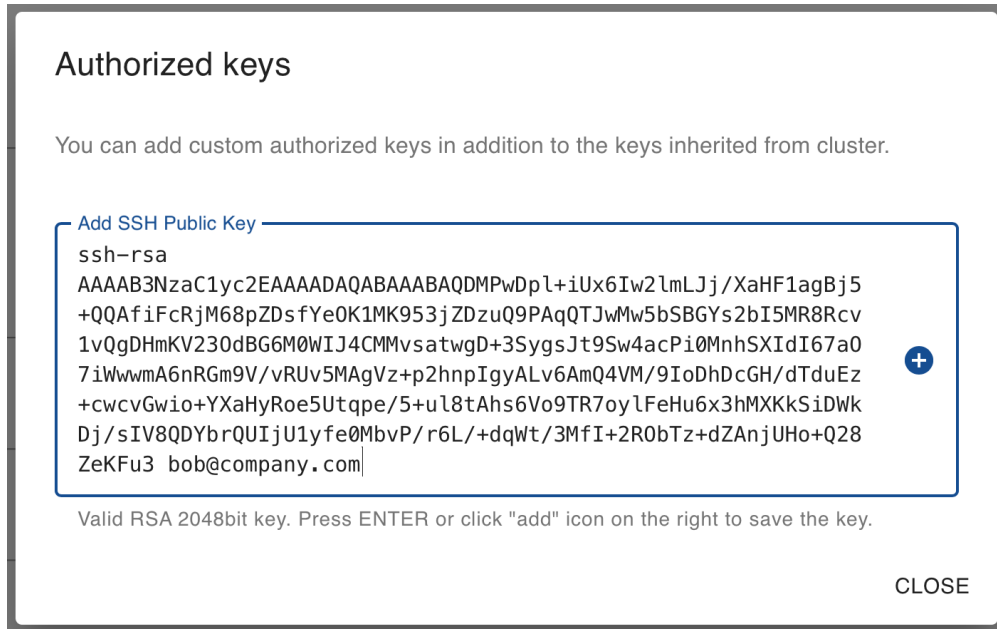 Authorized keys
You can add custom authorized keys in addition to the keys inherited from cluster.
Add SSH Public Key
ssh-rsa
AAAAB3NzaC1yc2EAAAADAQABAAABAQDMPwDpl+iUx6Iw2lmLJj/XaHF1agBj5
+QQAfiFcRjM68pZDsfYeOK1MK953jZDzuQ9PAqQTJwMw5bSBGYs2bI5MR8Rcv
1vQgDHmKV23OdBG6M0WIJ4CMMvsatwgD+3SygsJt9Sw4acPi0MnhSXIdI67aO
7iWwwmA6nRGm9V/vRUv5MAgVz+p2hnpIgyALv6AmQ4VM/9IoDhDcGH/dTduEz
+cwcvGwio+YXaHyRoe5Utqpe/5+ul8tAhs6Vo9TR7oylFeHu6x3hMXKkSiDWk
Dj/sIV8QDYbrQUIjU1yfe0MbvP/r6L/+dqWt/3MfI+2RObTz+dZAnjUHo+Q28
ZeKFu3 bob@company.com
Valid RSA 2048bit key. Press ENTER or click "add" icon on the right to save the key.
CLOSE